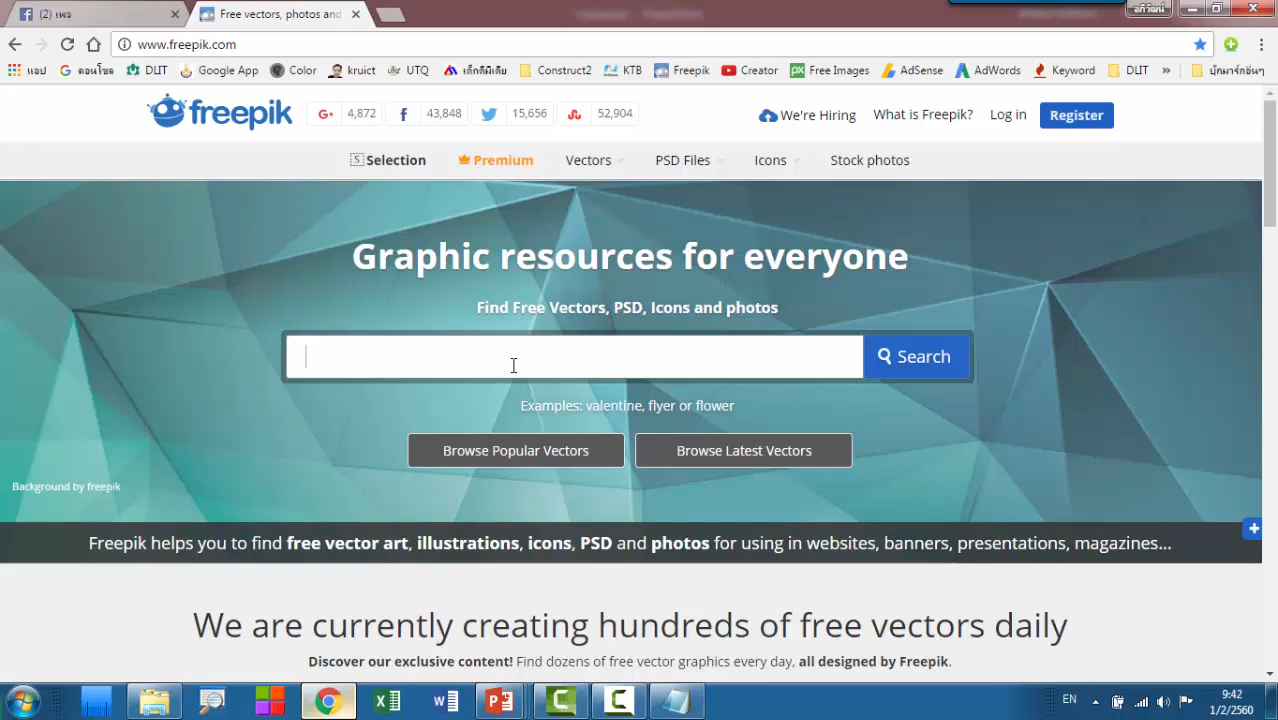 (2) เพจ
Free vectors, photos and
อภิวัฒน์
www.freepik.com
แอป ดอนโชค DLIT Google App Color kruict UTQ เด็กดีมีเดีย Construct2 KTB Freepik Creator Free Images AdSense AdWords Keyword DLIT » บุ๊กมาร์กอื่นๆ
freepik G+ 4,872 43,848 15,656 52,904 We're Hiring What is Freepik? Log in Register
Selection Premium Vectors PSD Files Icons Stock photos
Graphic resources for everyone
Find Free Vectors, PSD, Icons and photos
Search
Examples: valentine, flyer or flower
Browse Popular Vectors Browse Latest Vectors
Background by freepik
Freepik helps you to find free vector art, illustrations, icons, PSD and photos for using in websites, banners, presentations, magazines...
We are currently creating hundreds of free vectors daily
Discover our exclusive content! Find dozens of free vector graphics every day, all designed by Freepik.
EN 9:42
1/2/2560